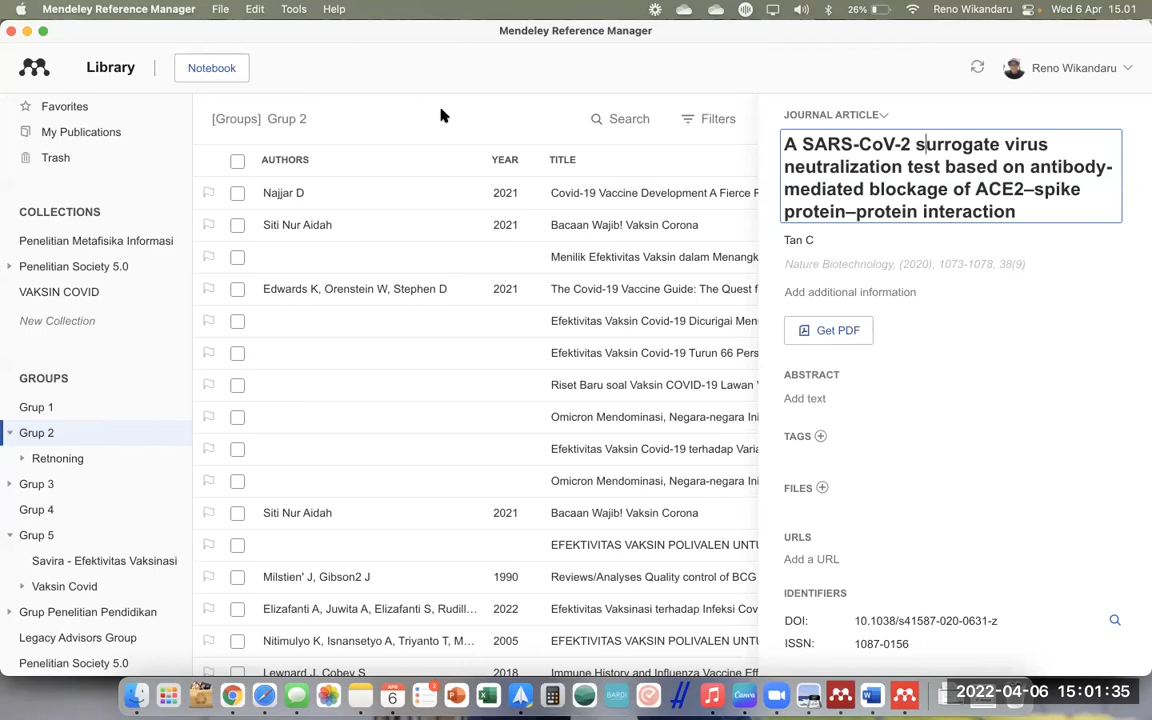 Mendeley Reference Manager File Edit Tools Help 26% Reno Wikandaru Wed 6 Apr 15.01
Mendeley Reference Manager
Library Notebook Reno Wikandaru
Favorites
My Publications
Trash
COLLECTIONS
Penelitian Metafisika Informasi
Penelitian Society 5.0
VAKSIN COVID
New Collection
GROUPS
Grup 1
Grup 2
Retnoning
Grup 3
Grup 4
Grup 5
Savira - Efektivitas Vaksinasi
Vaksin Covid
Grup Penelitian Pendidikan
Legacy Advisors Group
Penelitian Society 5.0
[Groups] Grup 2 Search Filters
AUTHORS YEAR TITLE
Najjar D 2021 Covid-19 Vaccine Development A Fierce
Siti Nur Aidah 2021 Bacaan Wajib! Vaksin Corona
Menilik Efektivitas Vaksin dalam Menangk
Edwards K, Orenstein W, Stephen D 2021 The Covid-19 Vaccine Guide: The Quest f
Efektivitas Vaksin Covid-19 Dicurigai Men
Efektivitas Vaksin Covid-19 Turun 66 Pers
Riset Baru soal Vaksin COVID-19 Lawan
Omicron Mendominasi, Negara-negara Ini
Efektivitas Vaksin Covid-19 terhadap Varia
Omicron Mendominasi, Negara-negara Ini
Siti Nur Aidah 2021 Bacaan Wajib! Vaksin Corona
EFEKTIVITAS VAKSIN POLIVALEN UNTU
Milstien' J, Gibson2 J 1990 Reviews/Analyses Quality control of BCG
Elizafanti A, Juwita A, Elizafanti S, Rudill... 2022 Efektivitas Vaksinasi terhadap Infeksi Cov
Nitimulyo K, Isnansetyo A, Triyanto T, M... 2005 EFEKTIVITAS VAKSIN POLIVALEN UNTU
Lewnard J, Cobey S 2018 Immune History and Influenza Vaccine Eff
JOURNAL ARTICLE
A SARS-CoV-2 surrogate virus
neutralization test based on antibody-
mediated blockage of ACE2–spike
protein–protein interaction
Tan C
Nature Biotechnology, (2020), 1073-1078, 38(9)
Add additional information
Get PDF
ABSTRACT
Add text
TAGS
FILES
URLS
Add a URL
IDENTIFIERS
DOI: 10.1038/s41587-020-0631-z
ISSN: 1087-0156
APR
6
BARDI
Canva
2022-04-06 15:01:35